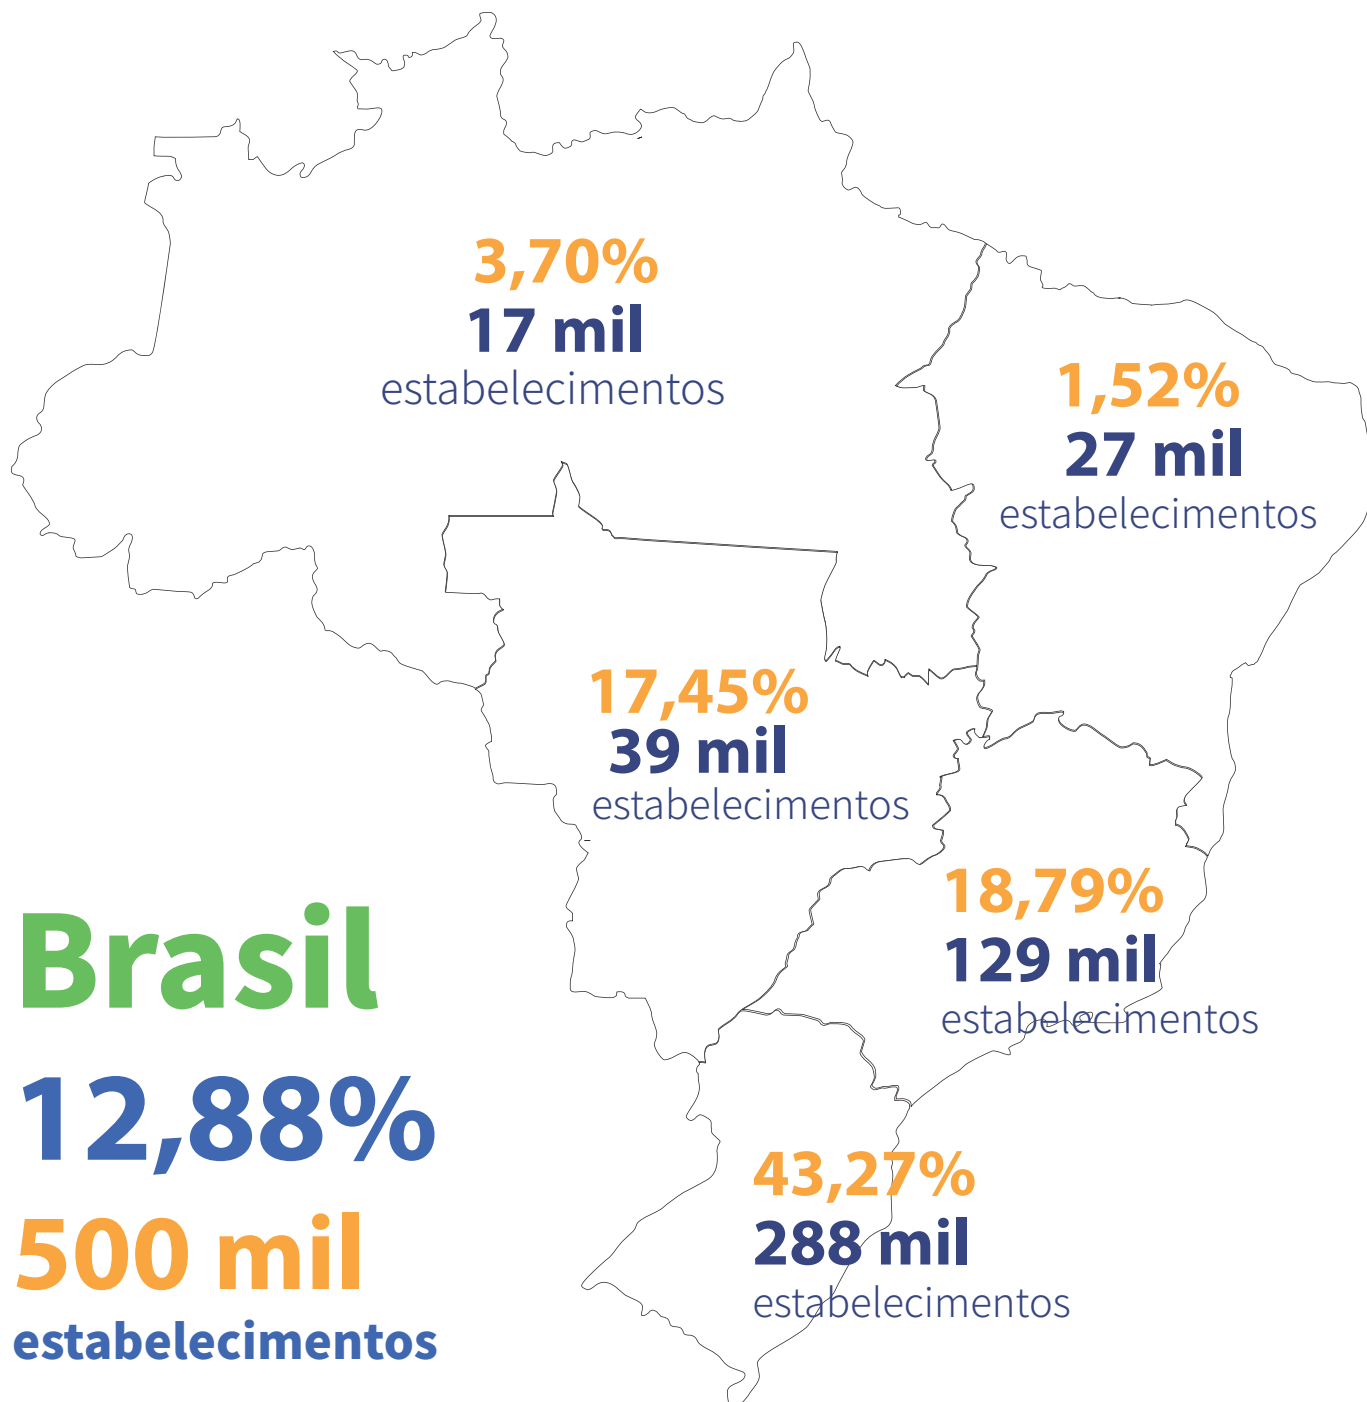 3,70%
17 mil
estabelecimentos
1,52%
27 mil
estabelecimentos
17,45%
39 mil
estabelecimentos
18,79%
129 mil
estabelecimentos
43,27%
288 mil
estabelecimentos
Brasil
12,88%
500 mil
estabelecimentos